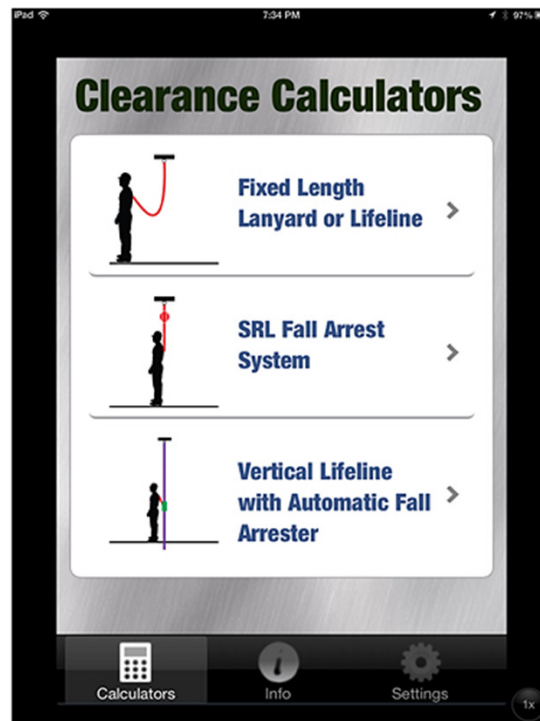 iPad 7:34 PM 97%
Clearance Calculators
Fixed Length
Lanyard or Lifeline
SRL Fall Arrest
System
Vertical Lifeline
with Automatic Fall
Arrester
Calculators Info Settings
1x